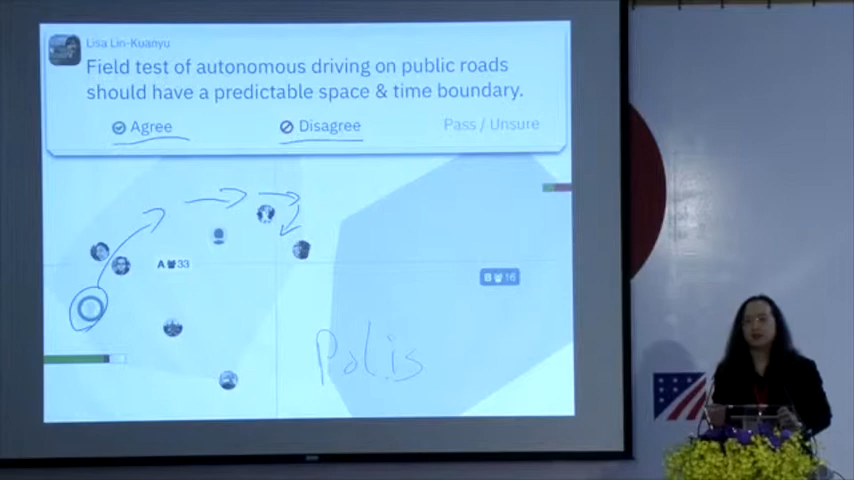 Lisa Lin-Kuanyu
Field test of autonomous driving on public roads
should have a predictable space & time boundary.
Agree Disagree Pass / Unsure
A 33
B 16
Polis